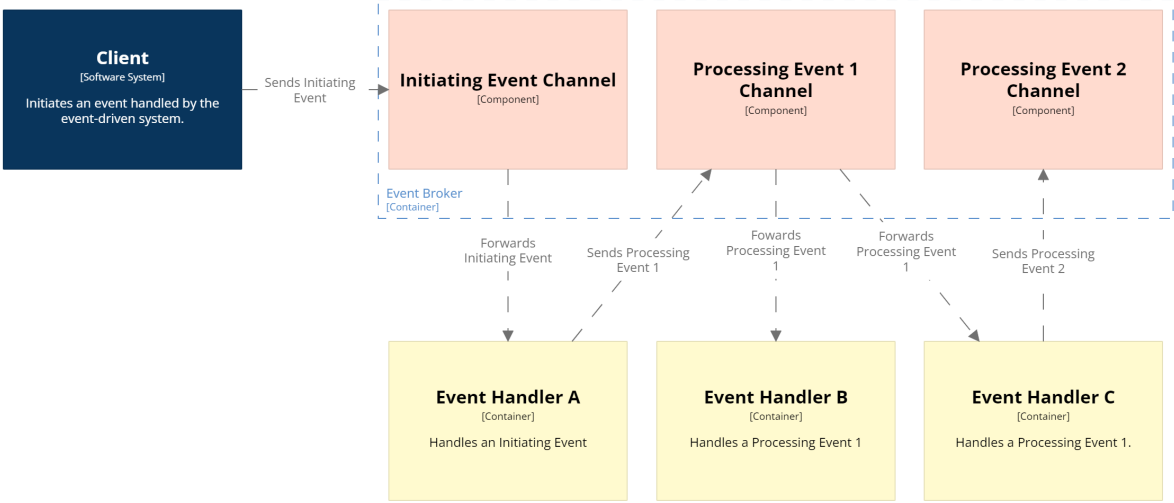 Client
[Software System]
Initiates an event handled by the
event-driven system.
Sends Initiating
Event
Initiating Event Channel
[Component]
Processing Event 1
Channel
[Component]
Processing Event 2
Channel
[Component]
Event Broker
[Container]
Forwards
Initiating Event
Sends Processing
Event 1
Fowards
Processing Event
1
Forwards
Processing Event
1
Sends Processing
Event 2
Event Handler A
[Container]
Handles an Initiating Event
Event Handler B
[Container]
Handles a Processing Event 1
Event Handler C
[Container]
Handles a Processing Event 1.